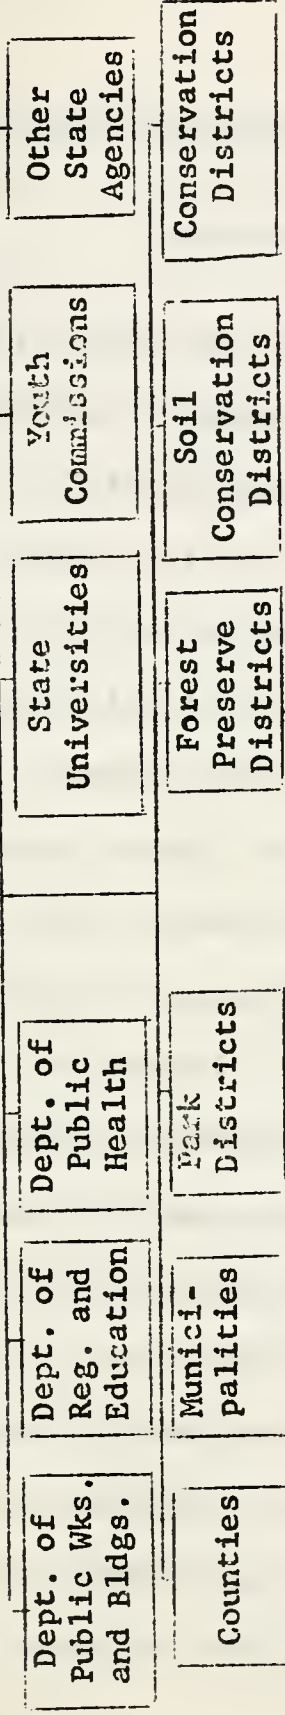 Dept. of
Public Wks.
and Bldgs.
Dept. of
Reg. and
Education
Dept. of
Public
Health
State
Universities
Youth
Commissions
Other
State
Agencies
Counties
Munici-
palities
Park
Districts
Forest
Preserve
Districts
Soil
Conservation
Districts
Conservation
Districts